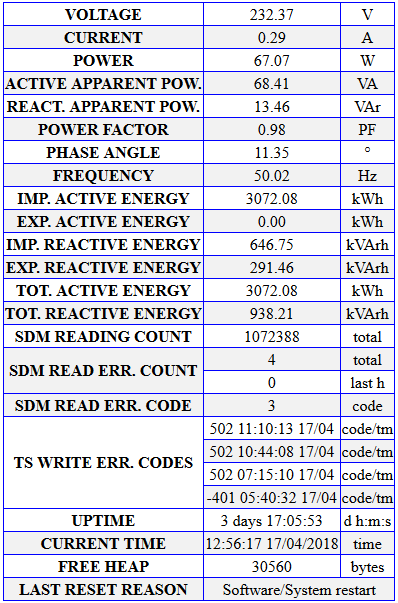 VOLTAGE 232.37 V
CURRENT 0.29 A
POWER 67.07 W
ACTIVE APPARENT POW. 68.41 VA
REACT. APPARENT POW. 13.46 VAr
POWER FACTOR 0.98 PF
PHASE ANGLE 11.35 °
FREQUENCY 50.02 Hz
IMP. ACTIVE ENERGY 3072.08 kWh
EXP. ACTIVE ENERGY 0.00 kWh
IMP. REACTIVE ENERGY 646.75 kVArh
EXP. REACTIVE ENERGY 291.46 kVArh
TOT. ACTIVE ENERGY 3072.08 kWh
TOT. REACTIVE ENERGY 938.21 kVArh
SDM READING COUNT 1072388 total
SDM READ ERR. COUNT 4 total
0 last h
SDM READ ERR. CODE 3 code
TS WRITE ERR. CODES 502 11:10:13 17/04 code/tm
502 10:44:08 17/04 code/tm
502 07:15:10 17/04 code/tm
-401 05:40:32 17/04 code/tm
UPTIME 3 days 17:05:53 d h:m:s
CURRENT TIME 12:56:17 17/04/2018 time
FREE HEAP 30560 bytes
LAST RESET REASON Software/System restart